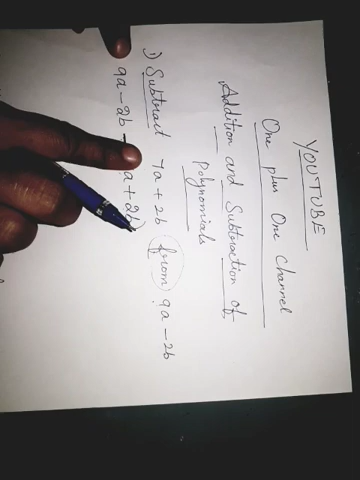 YOUTUBE
One plus One channel
Addition and Subtraction of
Polynomials
1) Subtract 7a + 2b from 9a - 2b
9a - 2b - a + 2b)